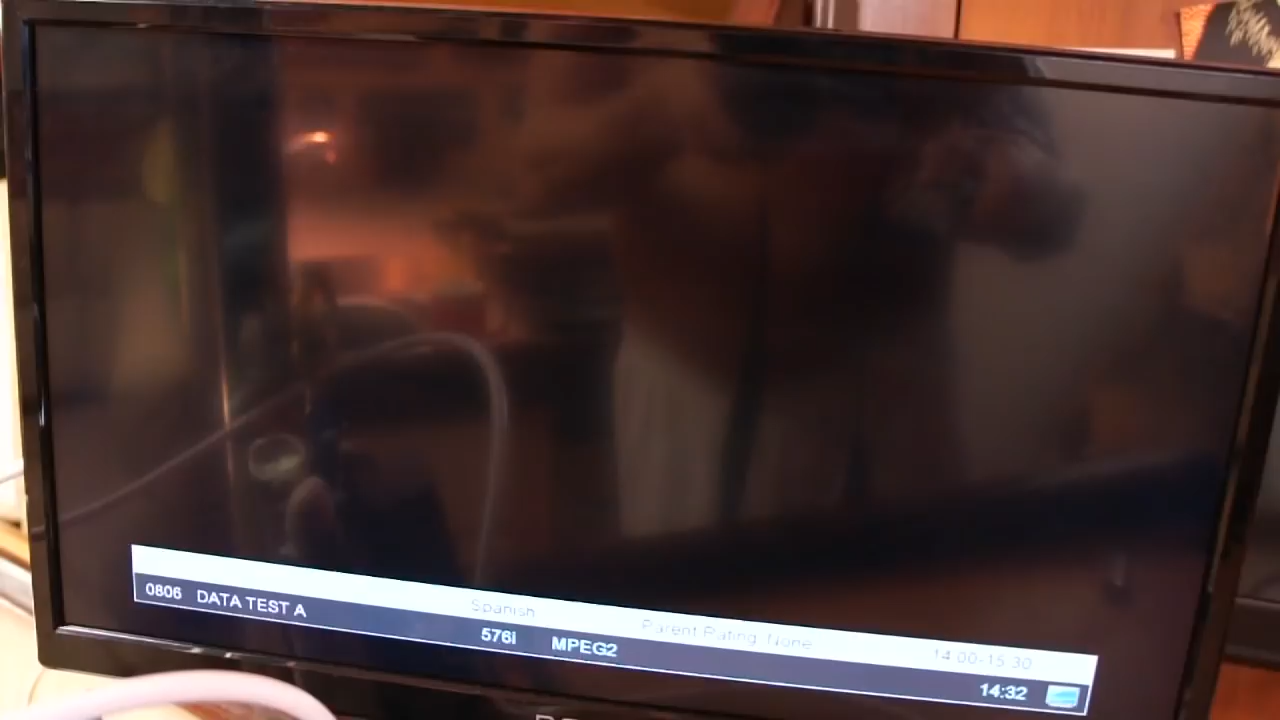 Spanish Parent Rating: None 14:00-15:30
0806 DATA TEST A 576i MPEG2 14:32